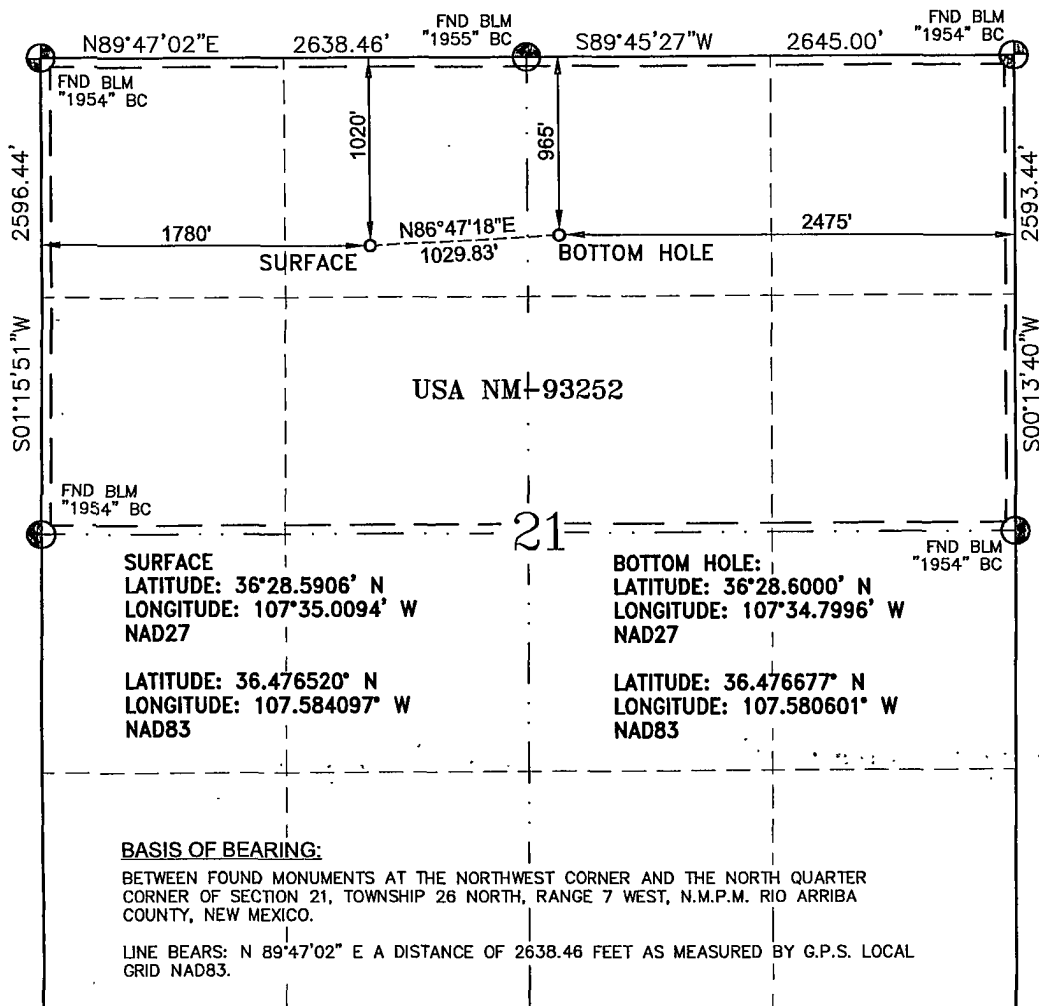 FND BLM
"1955" BC
FND BLM
"1954" BC
N89°47'02"E
2638.46'
S89°45'27"W
2645.00'
FND BLM
"1954" BC
2596.44'
S01°15'51"W
1020'
965'
2593.44'
S00°13'40"W
1780'
N86°47'18"E
1029.83'
2475'
SURFACE
BOTTOM HOLE
USA NM-93252
FND BLM
"1954" BC
21
FND BLM
"1954" BC
SURFACE
LATITUDE: 36°28.5906' N
LONGITUDE: 107°35.0094' W
NAD27
LATITUDE: 36.476520° N
LONGITUDE: 107.584097° W
NAD83
BOTTOM HOLE:
LATITUDE: 36°28.6000' N
LONGITUDE: 107°34.7996' W
NAD27
LATITUDE: 36.476677° N
LONGITUDE: 107.580601° W
NAD83
BASIS OF BEARING:
BETWEEN FOUND MONUMENTS AT THE NORTHWEST CORNER AND THE NORTH QUARTER
CORNER OF SECTION 21, TOWNSHIP 26 NORTH, RANGE 7 WEST, N.M.P.M. RIO ARRIBA
COUNTY, NEW MEXICO.
LINE BEARS: N 89°47'02" E A DISTANCE OF 2638.46 FEET AS MEASURED BY G.P.S. LOCAL
GRID NAD83.